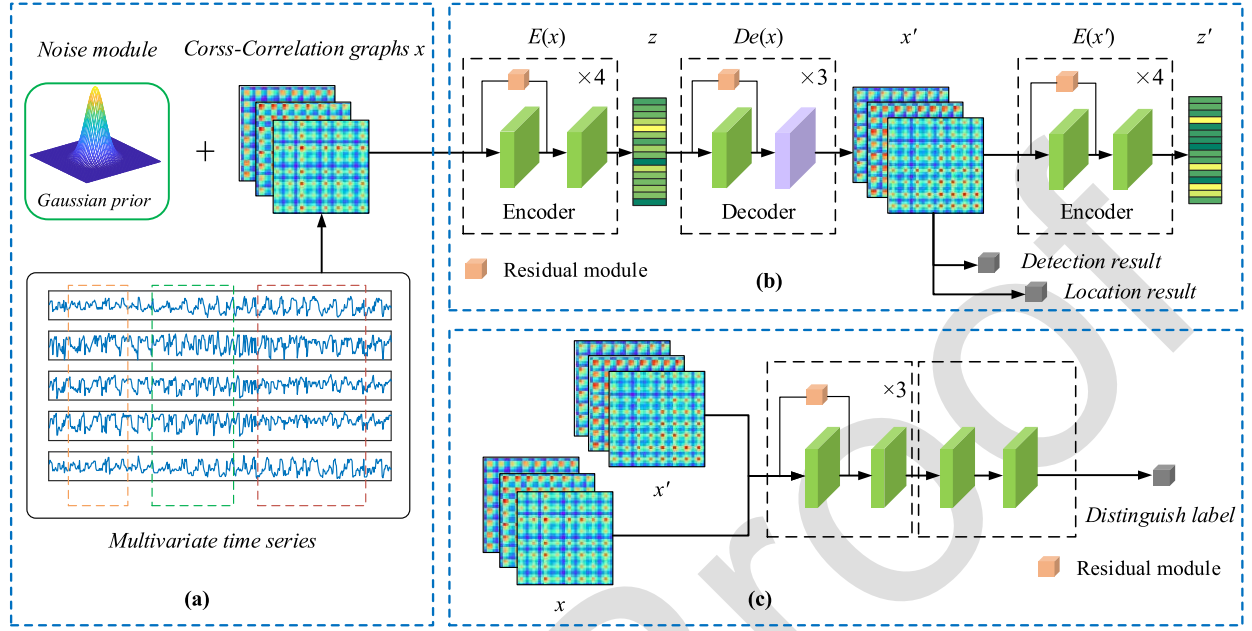 Noise module
Corss-Correlation graphs x
+
Gaussian prior
Multivariate time series
(a)
E(x)
z
De(x)
x′
E(x′)
z′
×4
×3
×4
Encoder
Decoder
Encoder
Residual module
(b)
Detection result
Location result
x′
x
×3
Distinguish label
Residual module
(c)
Proof